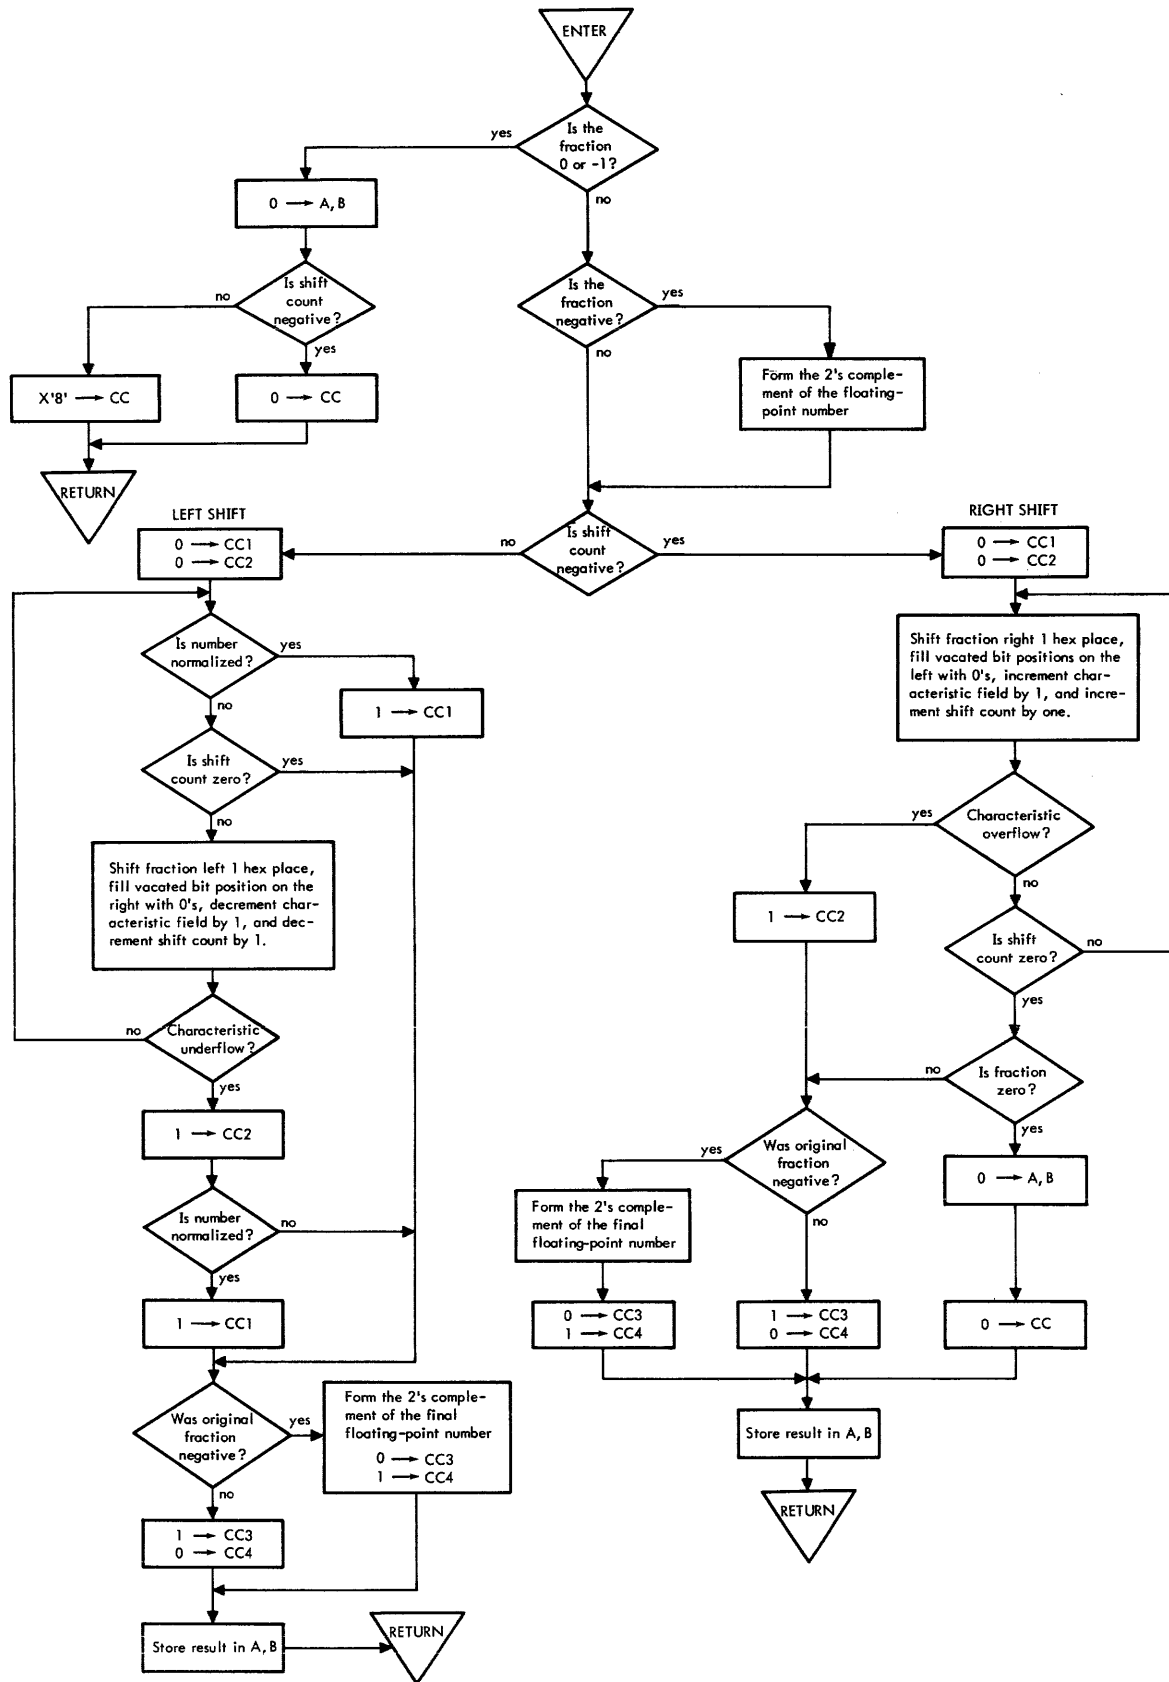 ENTER
Is the
fraction
0 or -1?
yes
no
0 → A, B
Is shift
count
negative?
no
yes
X'8' → CC
0 → CC
RETURN
Is the
fraction
negative?
yes
no
Form the 2's comple-
ment of the floating-
point number
Is shift
count
negative?
no
yes
LEFT SHIFT
0 → CC1
0 → CC2
Is number
normalized?
yes
no
1 → CC1
Is shift
count zero?
yes
no
Shift fraction left 1 hex place,
fill vacated bit position on the
right with 0's, decrement char-
acteristic field by 1, and dec-
rement shift count by 1.
Characteristic
underflow?
no
yes
1 → CC2
Is number
normalized?
no
yes
1 → CC1
Was original
fraction
negative?
yes
no
Form the 2's comple-
ment of the final
floating-point number
0 → CC3
1 → CC4
1 → CC3
0 → CC4
Store result in A, B
RETURN
RIGHT SHIFT
0 → CC1
0 → CC2
Shift fraction right 1 hex place,
fill vacated bit positions on the
left with 0's, increment char-
acteristic field by 1, and incre-
ment shift count by one.
Characteristic
overflow?
yes
no
1 → CC2
Is shift
count zero?
no
yes
Is fraction
zero?
no
yes
0 → A, B
0 → CC
Was original
fraction
negative?
yes
no
Form the 2's comple-
ment of the final
floating-point number
0 → CC3
1 → CC4
1 → CC3
0 → CC4
Store result in A, B
RETURN